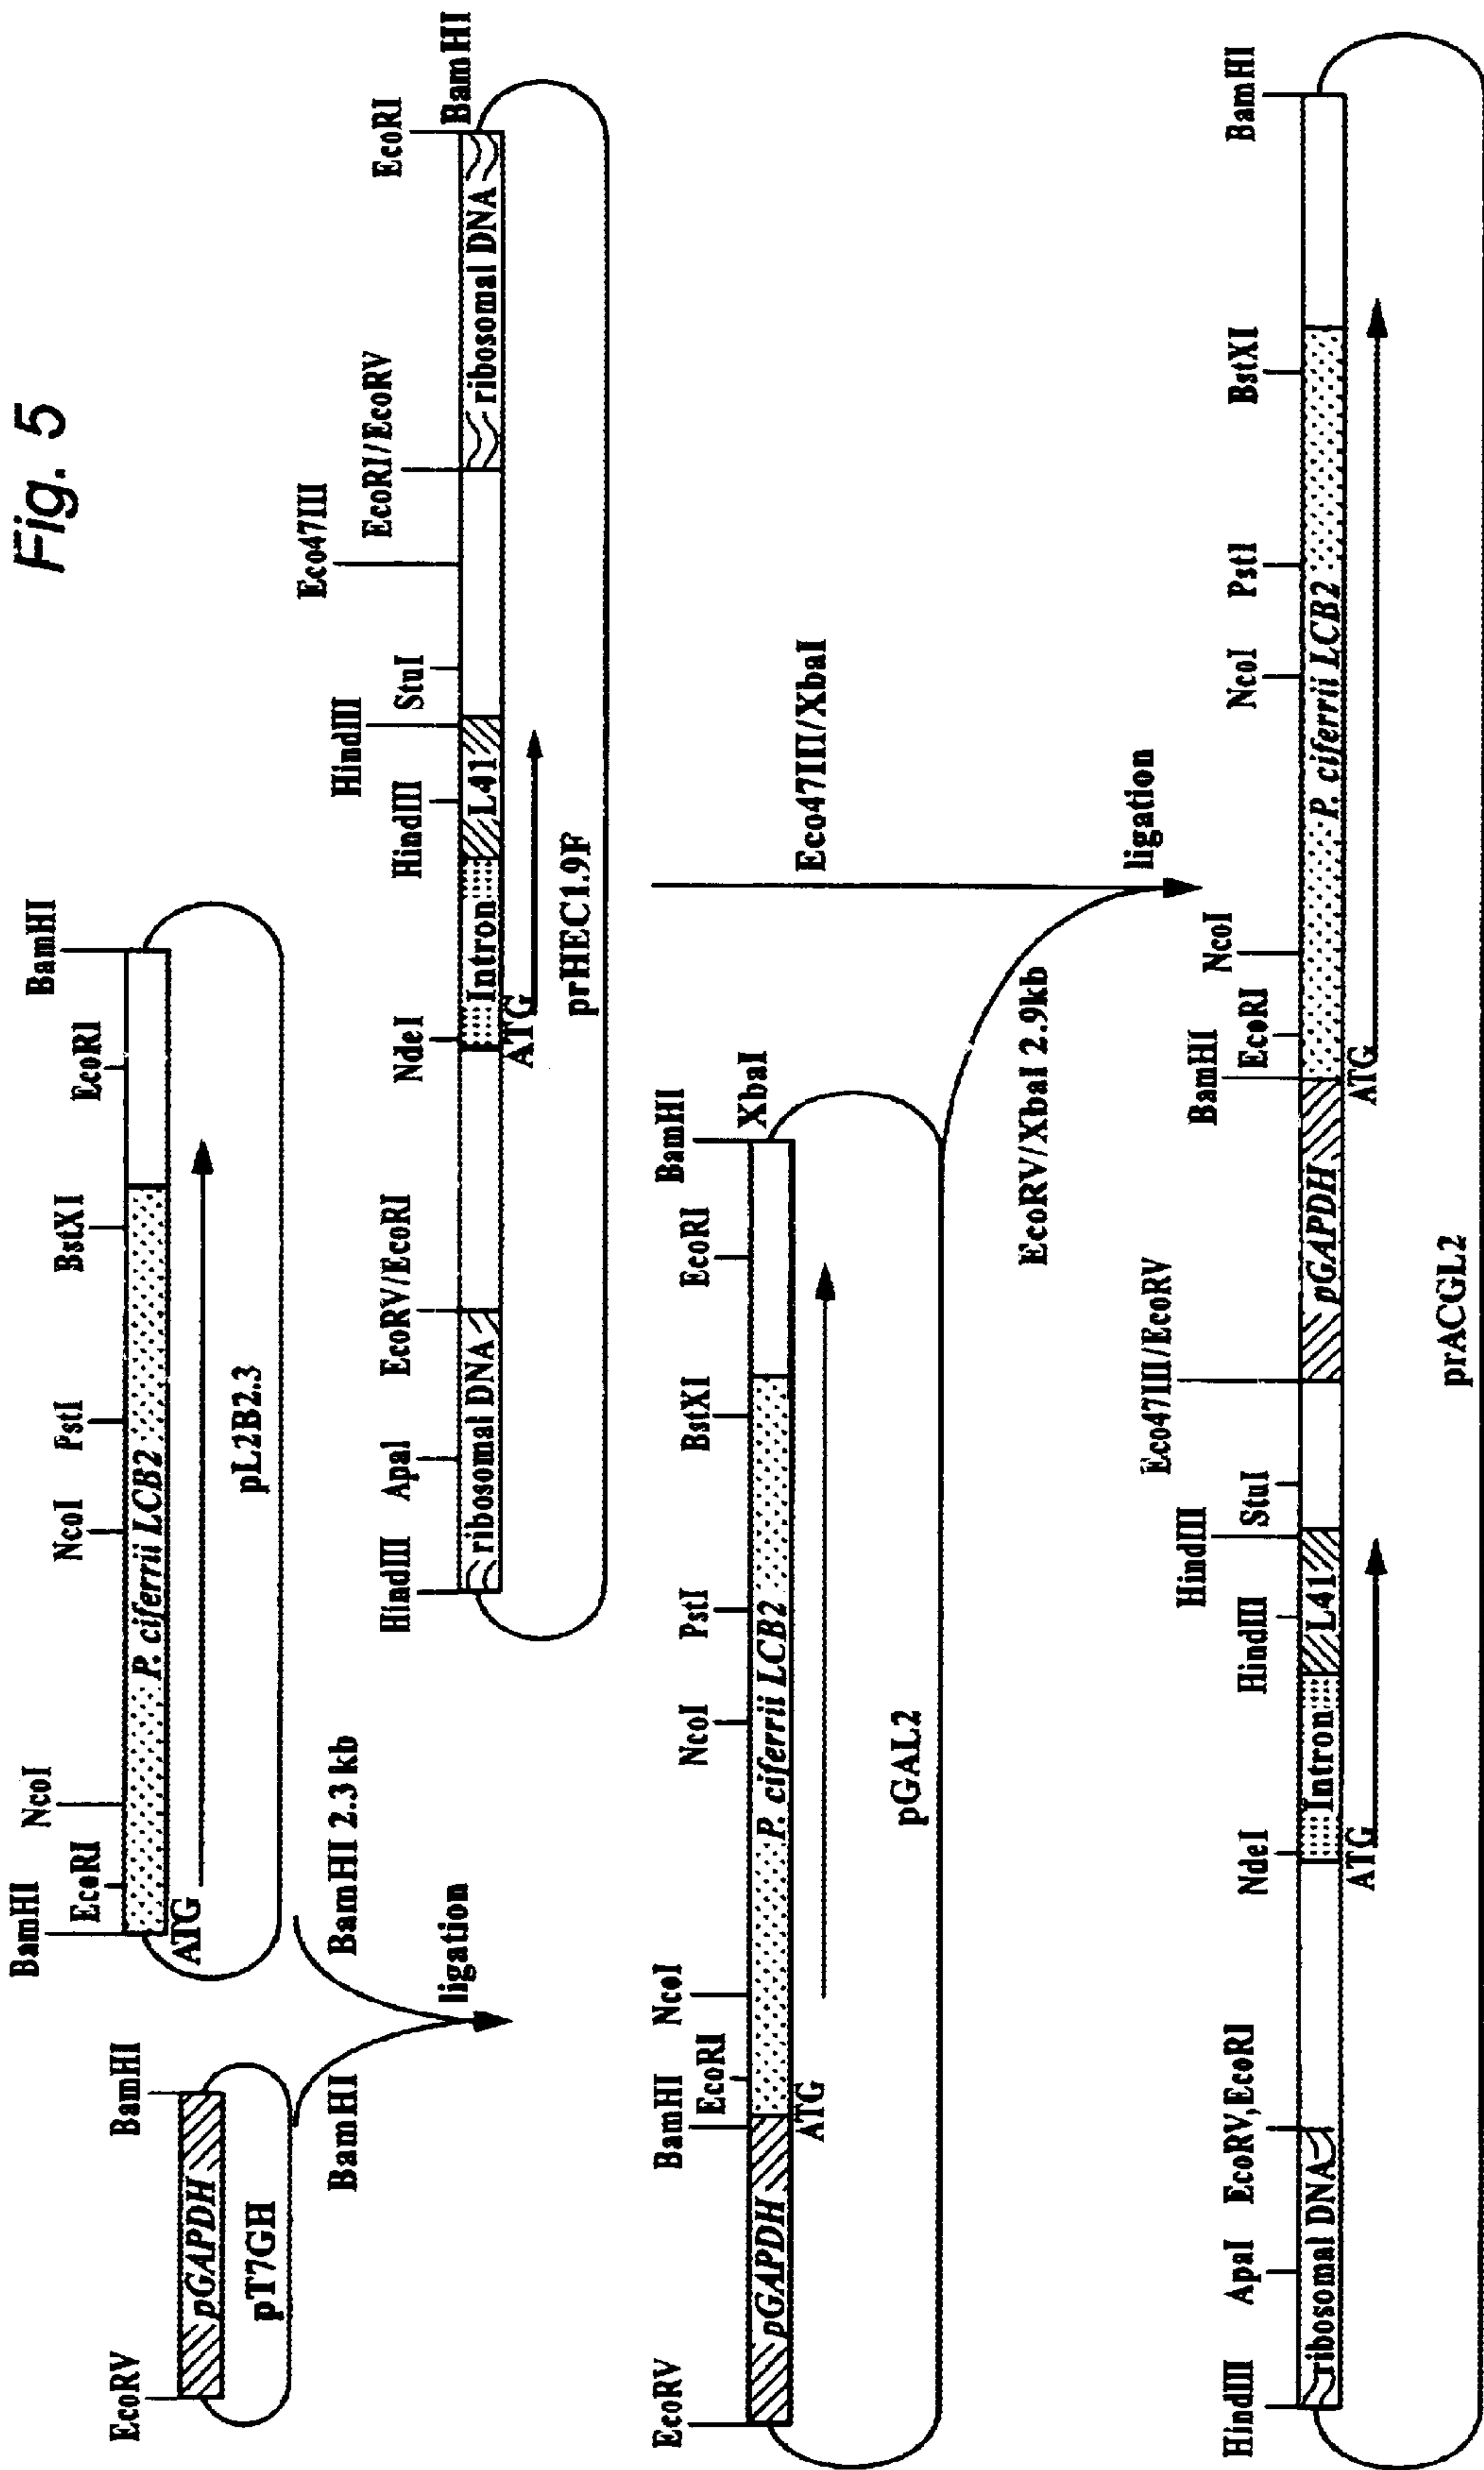 Fig. 5
BamHI
EcoRI
NcoI
NcoI
PstI
BstXI
EcoRI
BamHI
P. ciferrii LCB2
ATG
pL2B2.3
EcoRV
BamHI
pGAPDH
pT7GH
BamHI
BamHI 2.3 kb
ligation
HindIII
ApaI
EcoRV/EcoRI
NdeI
HindIII
HindIII
StuI
Eco47III
EcoRI/EcoRV
EcoRI
BamHI
ribosomal DNA
Intron
L41
ribosomal DNA
ATG
prHEC1.9F
EcoRV
BamHI
EcoRI
NcoI
NcoI
PstI
BstXI
EcoRI
BamHI
XbaI
pGAPDH
P. ciferrii LCB2
ATG
pGAL2
EcoRV/XbaI 2.9kb
Eco47III/XbaI
ligation
HindIII
ApaI
EcoRV,EcoRI
NdeI
HindIII
HindIII
StuI
Eco47III/EcoRV
BamHI
EcoRI
NcoI
NcoI
PstI
BstXI
BamHI
ribosomal DNA
Intron
L41
pGAPDH
P. ciferrii LCB2
ATG
ATG
prACGL2